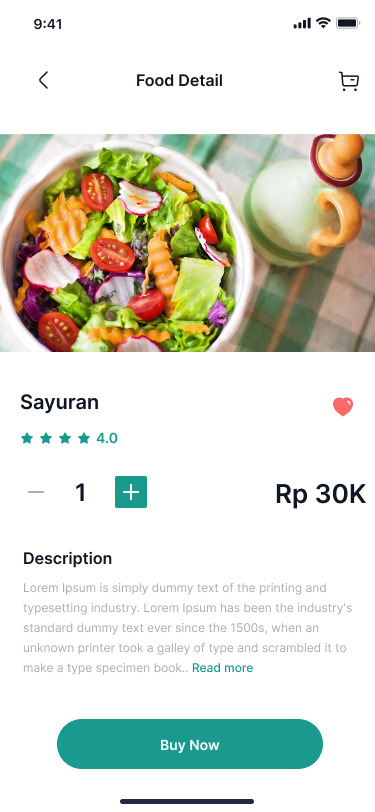 9:41
Food Detail
Sayuran
4.0
1
Rp 30K
Description
Lorem Ipsum is simply dummy text of the printing and
typesetting industry. Lorem Ipsum has been the industry's
standard dummy text ever since the 1500s, when an
unknown printer took a galley of type and scrambled it to
make a type specimen book.. Read more
Buy Now